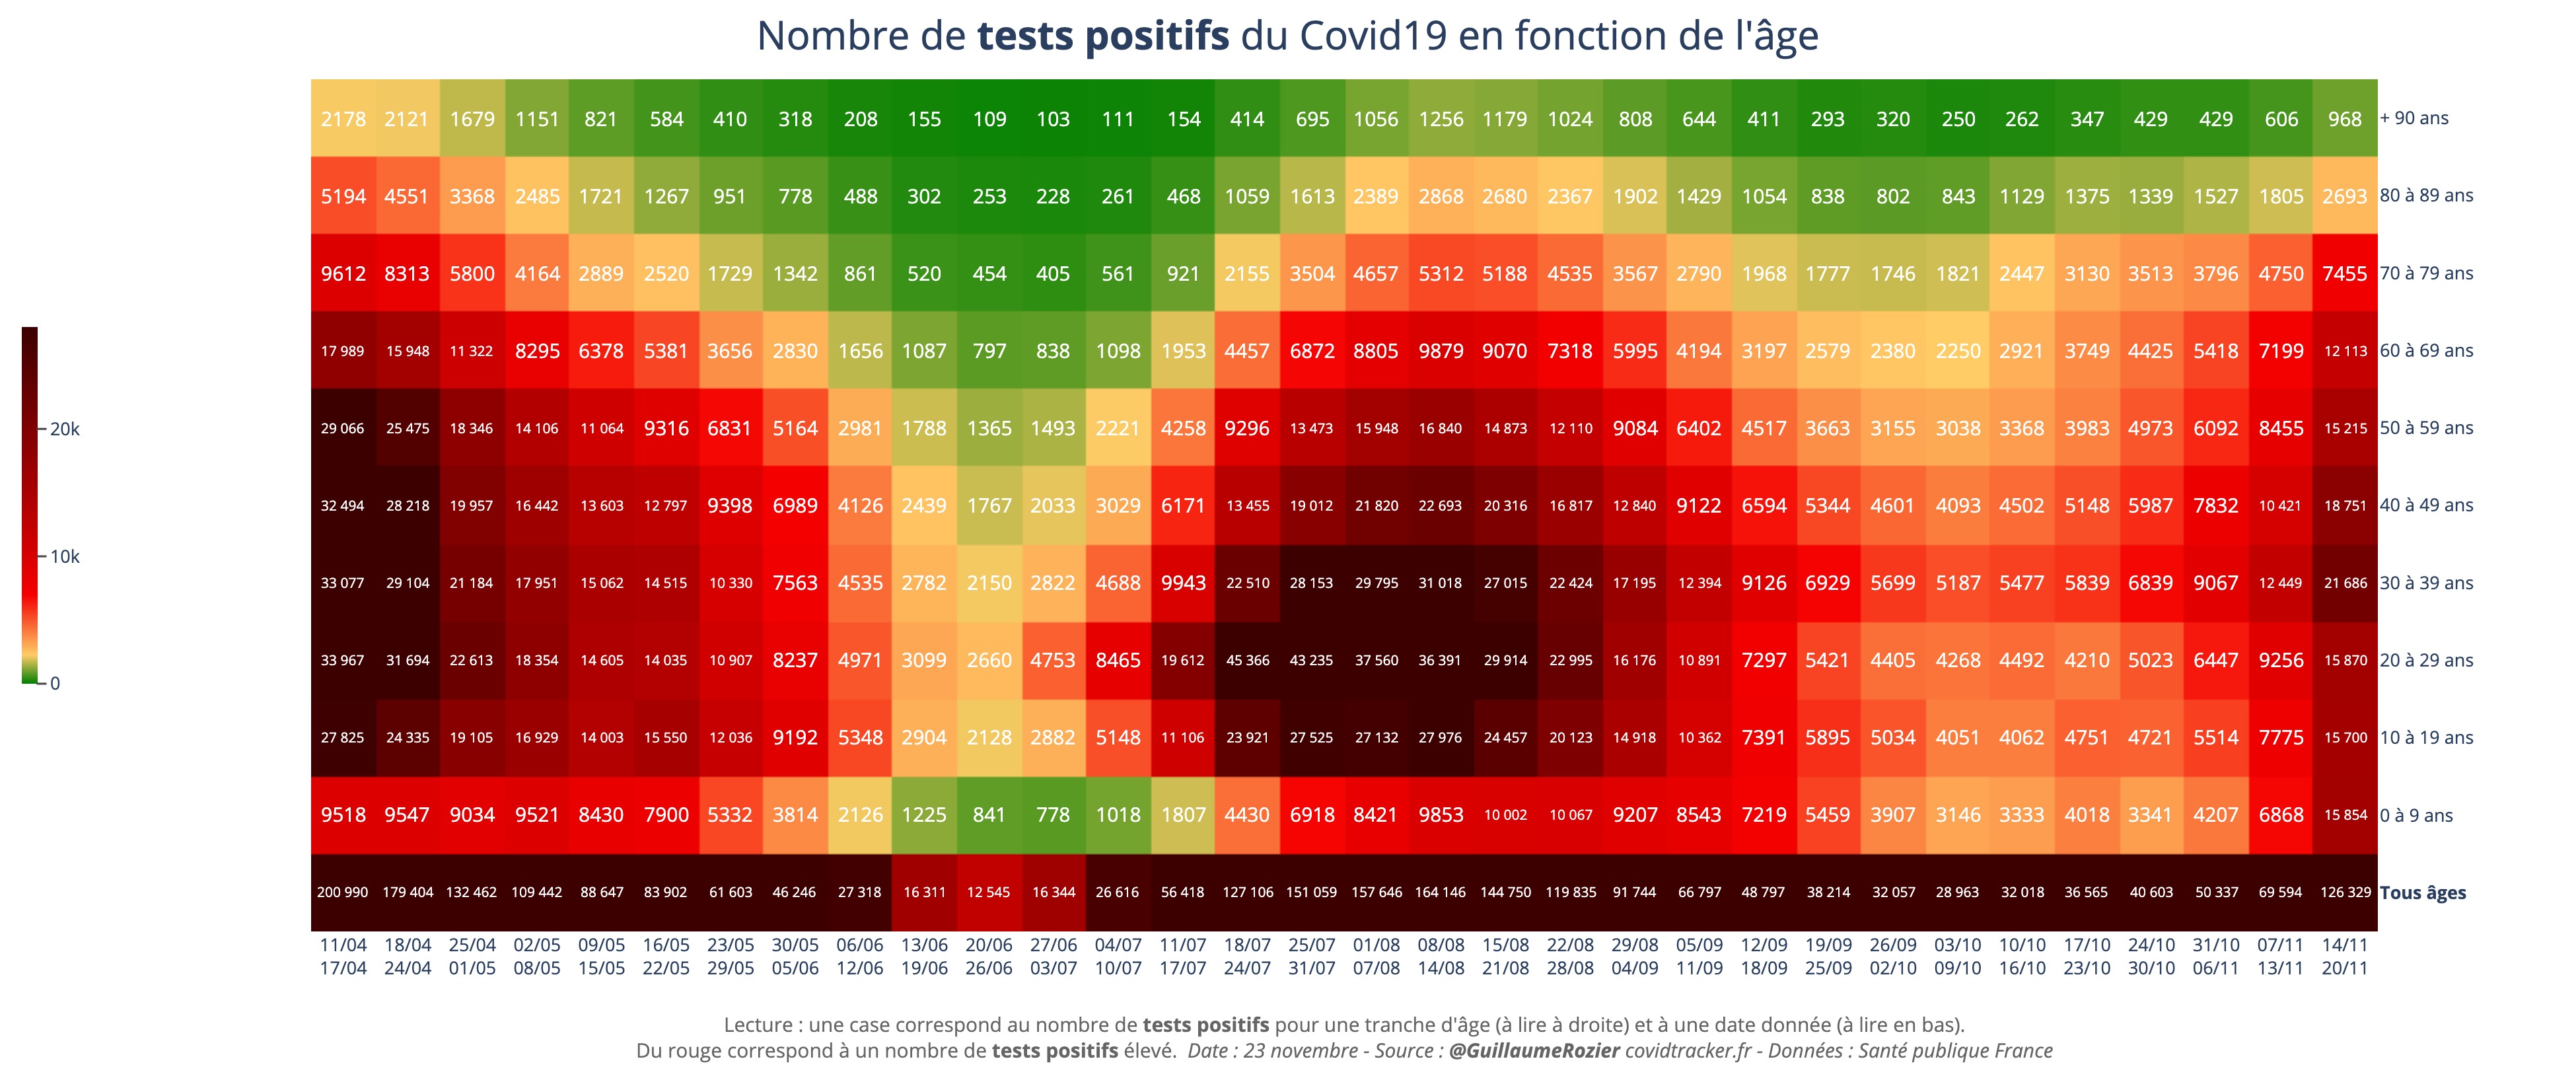 Nombre de tests positifs du Covid19 en fonction de l'âge
2178 2121 1679 1151 821 584 410 318 208 155 109 103 111 154 414 695 1056 1256 1179 1024 808 644 411 293 320 250 262 347 429 429 606 968 + 90 ans
5194 4551 3368 2485 1721 1267 951 778 488 302 253 228 261 468 1059 1613 2389 2868 2680 2367 1902 1429 1054 838 802 843 1129 1375 1339 1527 1805 2693 80 à 89 ans
9612 8313 5800 4164 2889 2520 1729 1342 861 520 454 405 561 921 2155 3504 4657 5312 5188 4535 3567 2790 1968 1777 1746 1821 2447 3130 3513 3796 4750 7455 70 à 79 ans
17 989 15 948 11 322 8295 6378 5381 3656 2830 1656 1087 797 838 1098 1953 4457 6872 8805 9879 9070 7318 5995 4194 3197 2579 2380 2250 2921 3749 4425 5418 7199 12 113 60 à 69 ans
20k
29 066 25 475 18 346 14 106 11 064 9316 6831 5164 2981 1788 1365 1493 2221 4258 9296 13 473 15 948 16 840 14 873 12 110 9084 6402 4517 3663 3155 3038 3368 3983 4973 6092 8455 15 215 50 à 59 ans
32 494 28 218 19 957 16 442 13 603 12 797 9398 6989 4126 2439 1767 2033 3029 6171 13 455 19 012 21 820 22 693 20 316 16 817 12 840 9122 6594 5344 4601 4093 4502 5148 5987 7832 10 421 18 751 40 à 49 ans
10k
33 077 29 104 21 184 17 951 15 062 14 515 10 330 7563 4535 2782 2150 2822 4688 9943 22 510 28 153 29 795 31 018 27 015 22 424 17 195 12 394 9126 6929 5699 5187 5477 5839 6839 9067 12 449 21 686 30 à 39 ans
33 967 31 694 22 613 18 354 14 605 14 035 10 907 8237 4971 3099 2660 4753 8465 19 612 45 366 43 235 37 560 36 391 29 914 22 995 16 176 10 891 7297 5421 4405 4268 4492 4210 5023 6447 9256 15 870 20 à 29 ans
0
27 825 24 335 19 105 16 929 14 003 15 550 12 036 9192 5348 2904 2128 2882 5148 11 106 23 921 27 525 27 132 27 976 24 457 20 123 14 918 10 362 7391 5895 5034 4051 4062 4751 4721 5514 7775 15 700 10 à 19 ans
9518 9547 9034 9521 8430 7900 5332 3814 2126 1225 841 778 1018 1807 4430 6918 8421 9853 10 002 10 067 9207 8543 7219 5459 3907 3146 3333 4018 3341 4207 6868 15 854 0 à 9 ans
200 990 179 404 132 462 109 442 88 647 83 902 61 603 46 246 27 318 16 311 12 545 16 344 26 616 56 418 127 106 151 059 157 646 164 146 144 750 119 835 91 744 66 797 48 797 38 214 32 057 28 963 32 018 36 565 40 603 50 337 69 594 126 329 Tous âges
11/04 18/04 25/04 02/05 09/05 16/05 23/05 30/05 06/06 13/06 20/06 27/06 04/07 11/07 18/07 25/07 01/08 08/08 15/08 22/08 29/08 05/09 12/09 19/09 26/09 03/10 10/10 17/10 24/10 31/10 07/11 14/11
17/04 24/04 01/05 08/05 15/05 22/05 29/05 05/06 12/06 19/06 26/06 03/07 10/07 17/07 24/07 31/07 07/08 14/08 21/08 28/08 04/09 11/09 18/09 25/09 02/10 09/10 16/10 23/10 30/10 06/11 13/11 20/11
Lecture : une case correspond au nombre de tests positifs pour une tranche d'âge (à lire à droite) et à une date donnée (à lire en bas).
Du rouge correspond à un nombre de tests positifs élevé. Date : 23 novembre - Source : @GuillaumeRozier covidtracker.fr - Données : Santé publique France